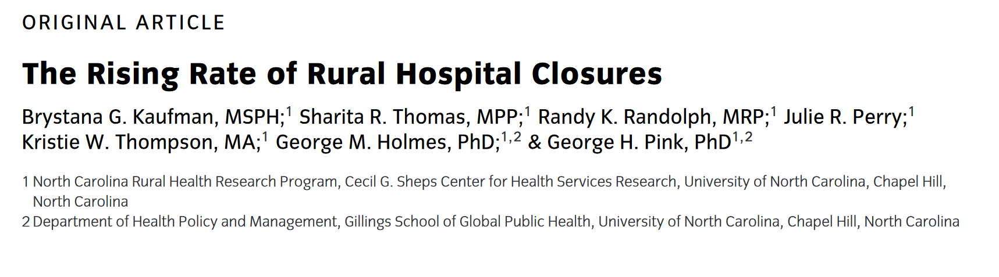 ORIGINAL ARTICLE
The Rising Rate of Rural Hospital Closures
Brystana G. Kaufman, MSPH;1 Sharita R. Thomas, MPP;1 Randy K. Randolph, MRP;1 Julie R. Perry;1
Kristie W. Thompson, MA;1 George M. Holmes, PhD;1,2 & George H. Pink, PhD1,2
1 North Carolina Rural Health Research Program, Cecil G. Sheps Center for Health Services Research, University of North Carolina, Chapel Hill,
North Carolina
2 Department of Health Policy and Management, Gillings School of Global Public Health, University of North Carolina, Chapel Hill, North Carolina